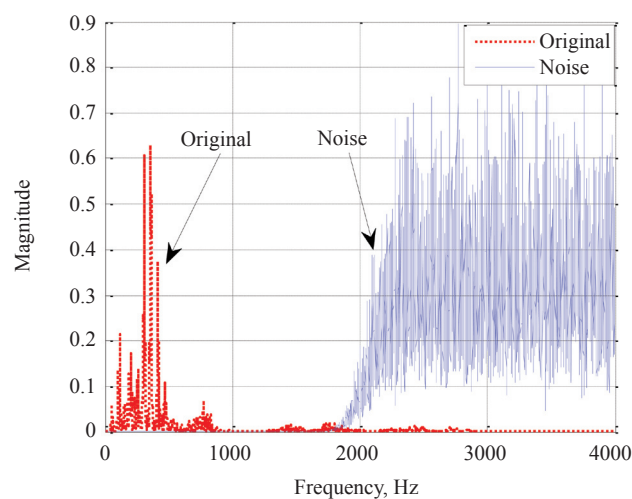 0.9
0.8
0.7
0.6
0.5
0.4
0.3
0.2
0.1
0
Magnitude
Original
Noise
Original
Noise
0
1000
2000
3000
4000
Frequency, Hz